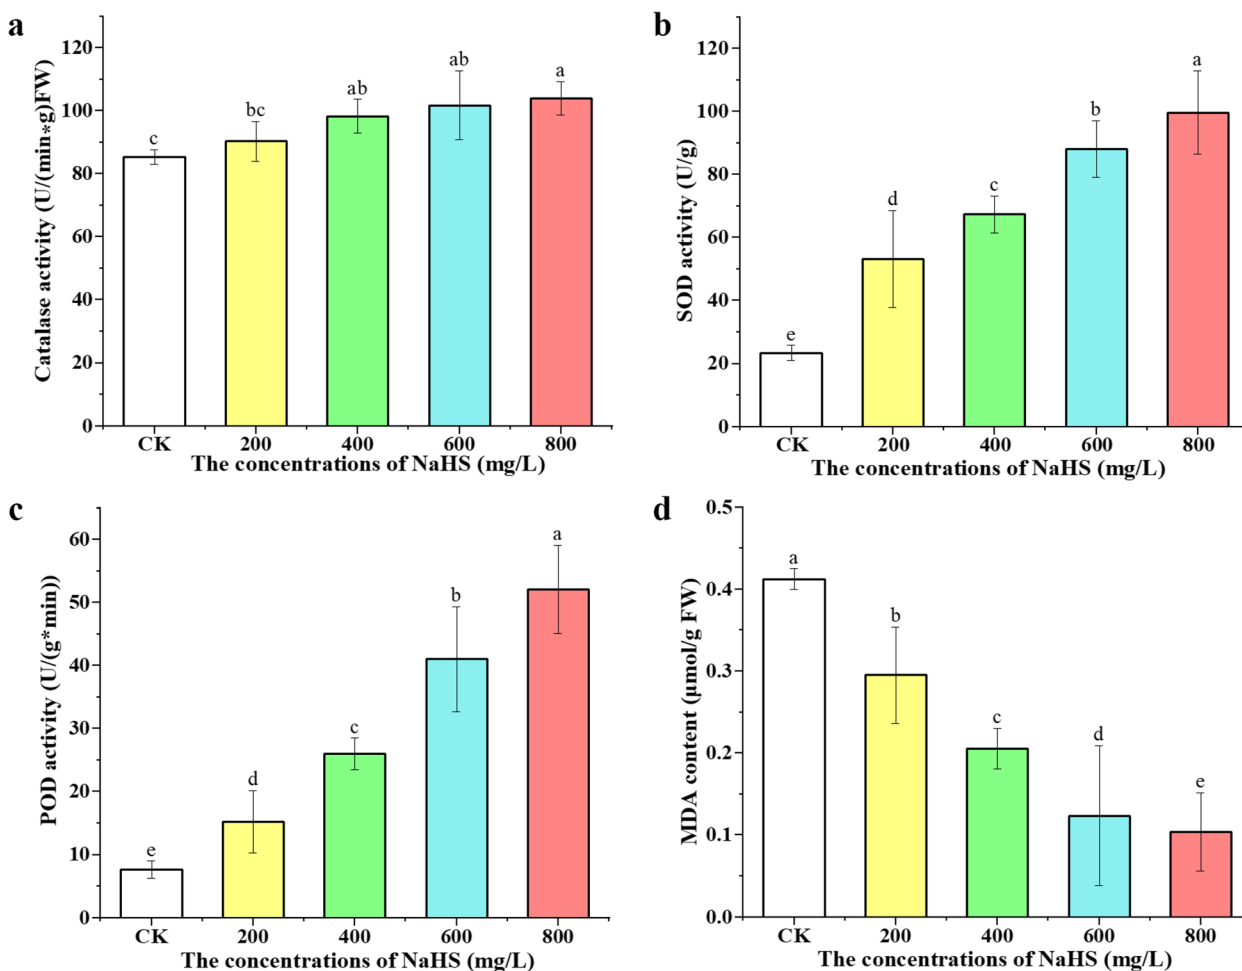 a
Catalase activity (U/(min*g)FW)
120
100
80
60
40
20
0
c
bc
ab
ab
a
CK
200
400
600
800
The concentrations of NaHS (mg/L)
b
SOD activity (U/g)
120
100
80
60
40
20
0
e
d
c
b
a
CK
200
400
600
800
The concentrations of NaHS (mg/L)
c
POD activity (U/(g*min))
60
50
40
30
20
10
0
e
d
c
b
a
CK
200
400
600
800
The concentrations of NaHS (mg/L)
d
MDA content (μmol/g FW)
0.5
0.4
0.3
0.2
0.1
0.0
a
b
c
d
e
CK
200
400
600
800
The concentrations of NaHS (mg/L)